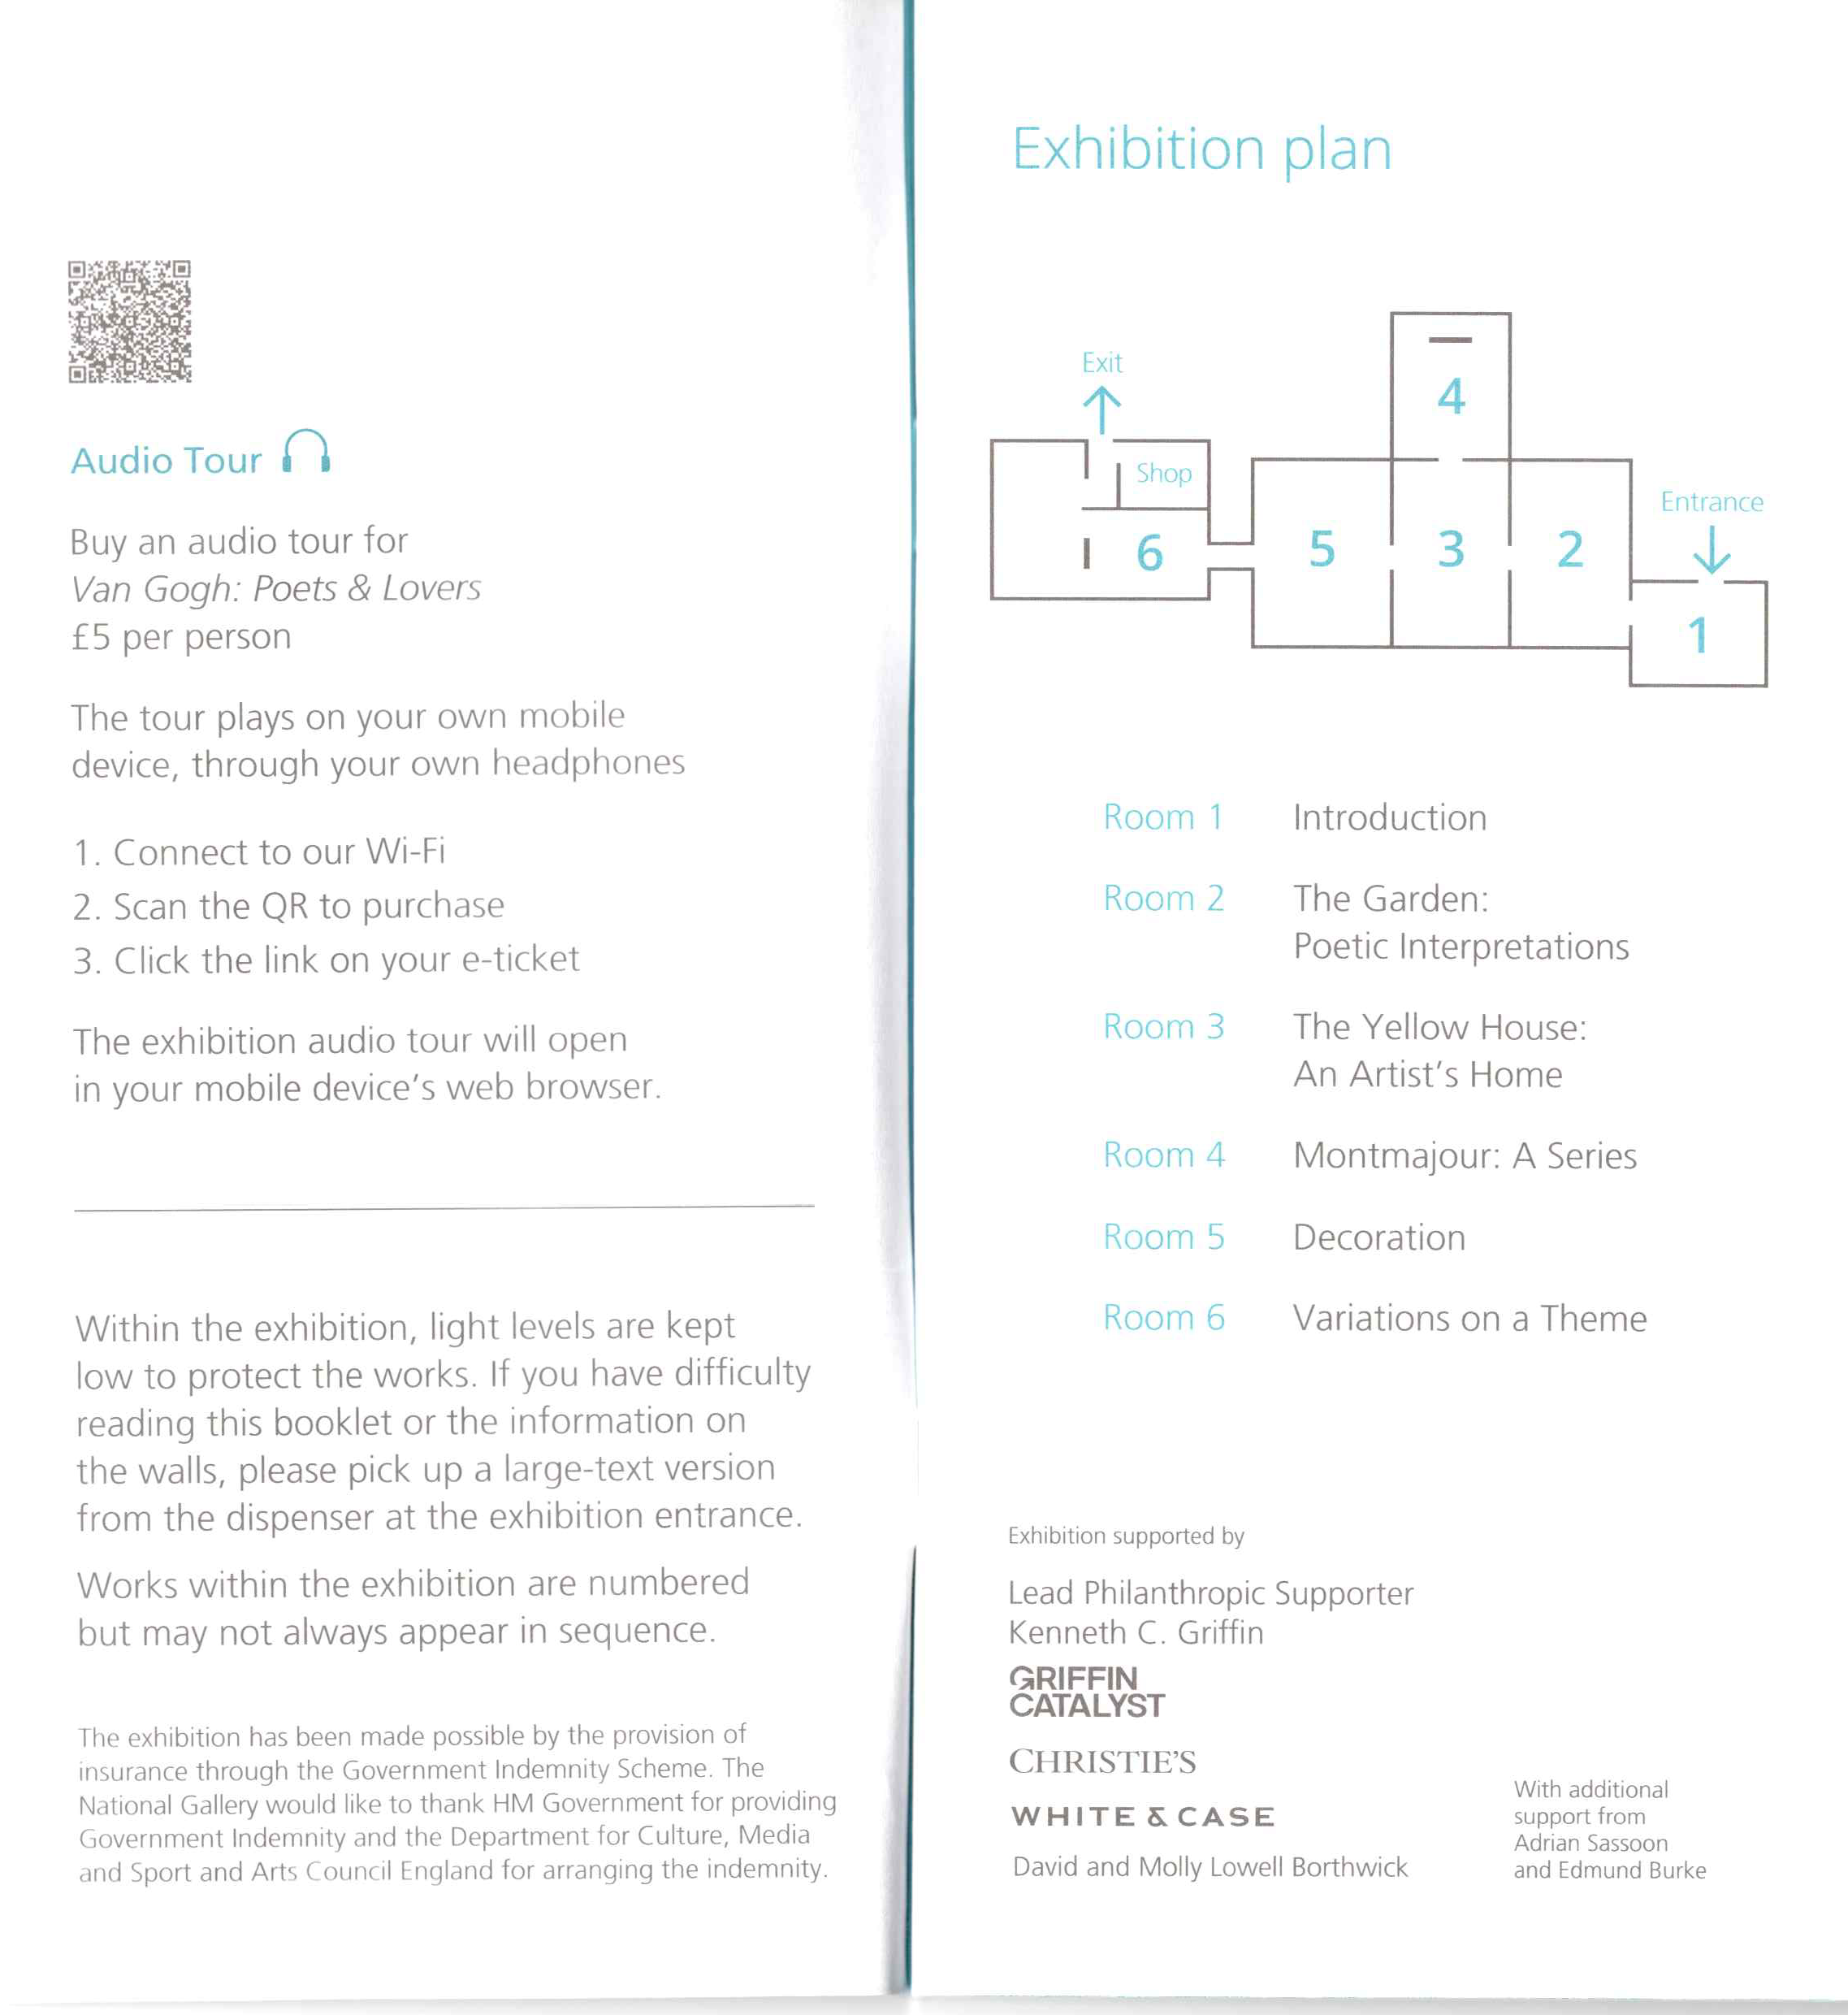 Audio Tour
Buy an audio tour for
Van Gogh: Poets & Lovers
£5 per person
The tour plays on your own mobile
device, through your own headphones
1. Connect to our Wi-Fi
2. Scan the QR to purchase
3. Click the link on your e-ticket
The exhibition audio tour will open
in your mobile device's web browser.
Within the exhibition, light levels are kept
low to protect the works. If you have difficulty
reading this booklet or the information on
the walls, please pick up a large-text version
from the dispenser at the exhibition entrance.
Works within the exhibition are numbered
but may not always appear in sequence.
The exhibition has been made possible by the provision of
insurance through the Government Indemnity Scheme. The
National Gallery would like to thank HM Government for providing
Government Indemnity and the Department for Culture, Media
and Sport and Arts Council England for arranging the indemnity.
Exhibition plan
Exit
4
Shop
Entrance
6
5
3
2
1
Room 1 Introduction
Room 2 The Garden:
Poetic Interpretations
Room 3 The Yellow House:
An Artist's Home
Room 4 Montmajour: A Series
Room 5 Decoration
Room 6 Variations on a Theme
Exhibition supported by
Lead Philanthropic Supporter
Kenneth C. Griffin
GRIFFIN
CATALYST
CHRISTIE'S
WHITE & CASE
David and Molly Lowell Borthwick
With additional
support from
Adrian Sassoon
and Edmund Burke